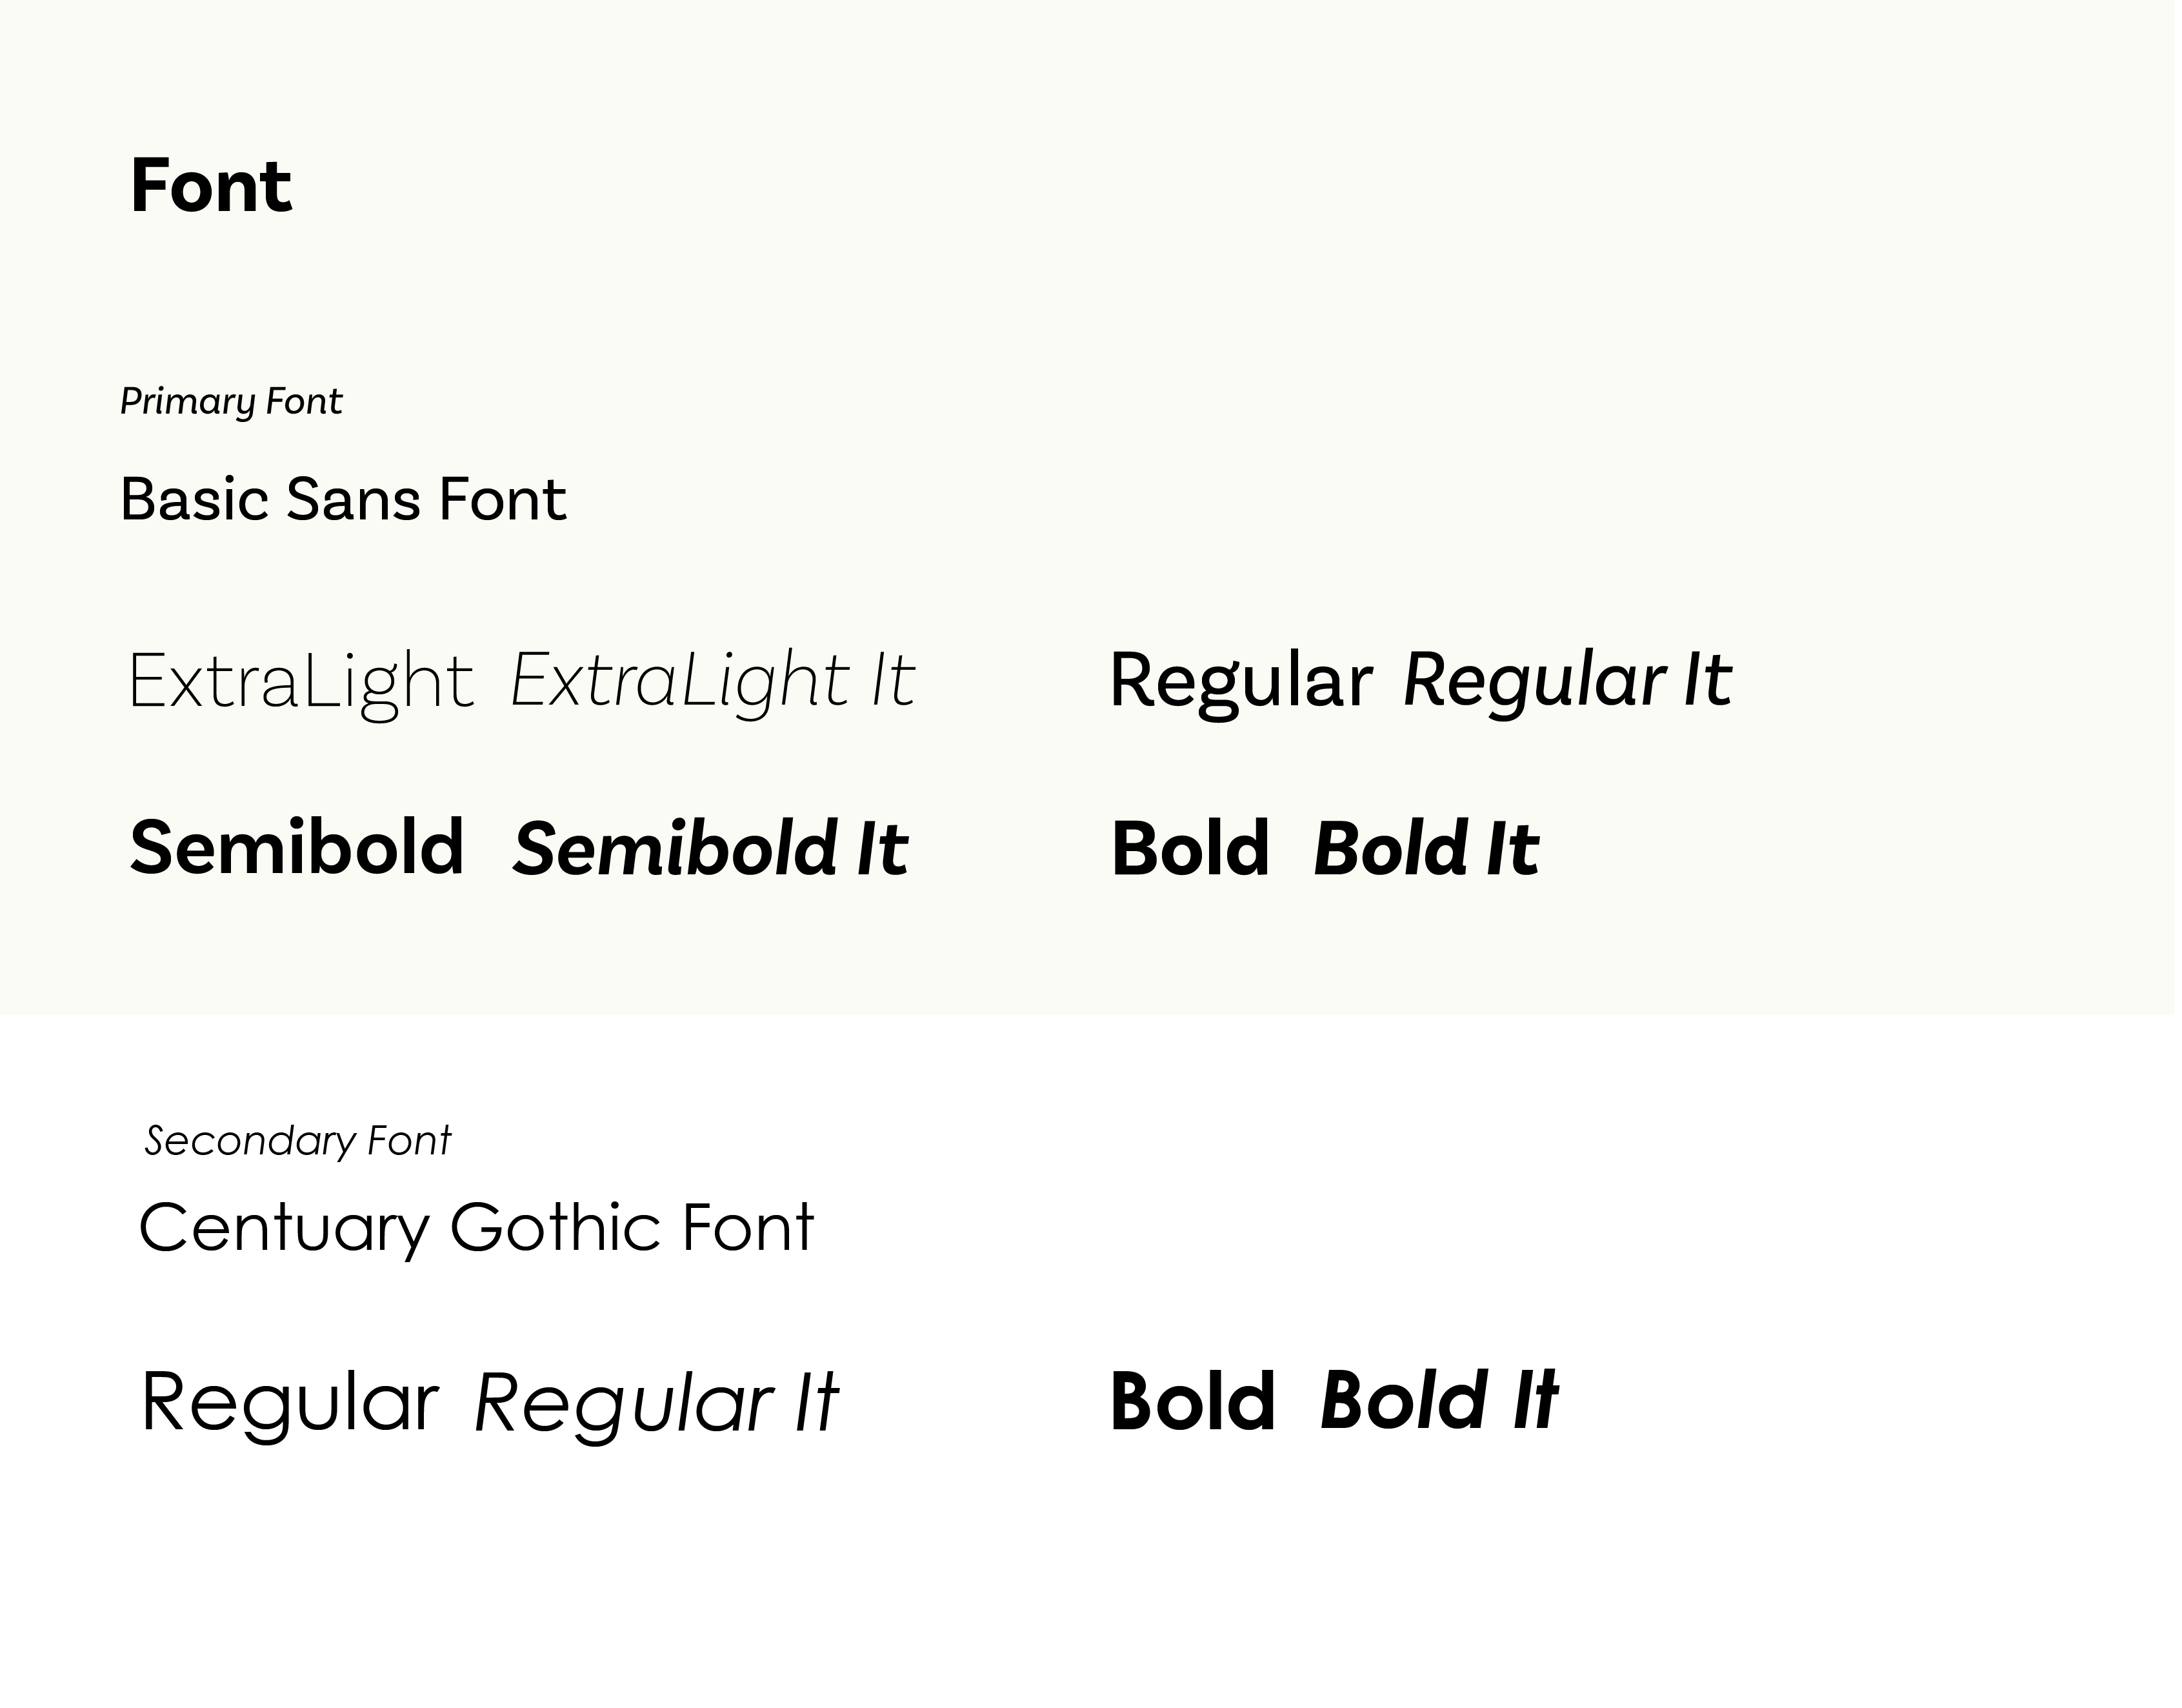 Font
Primary Font
Basic Sans Font
ExtraLight ExtraLight It Regular Regular It
Semibold Semibold It Bold Bold It
Secondary Font
Centuary Gothic Font
Regular Regular It Bold Bold It